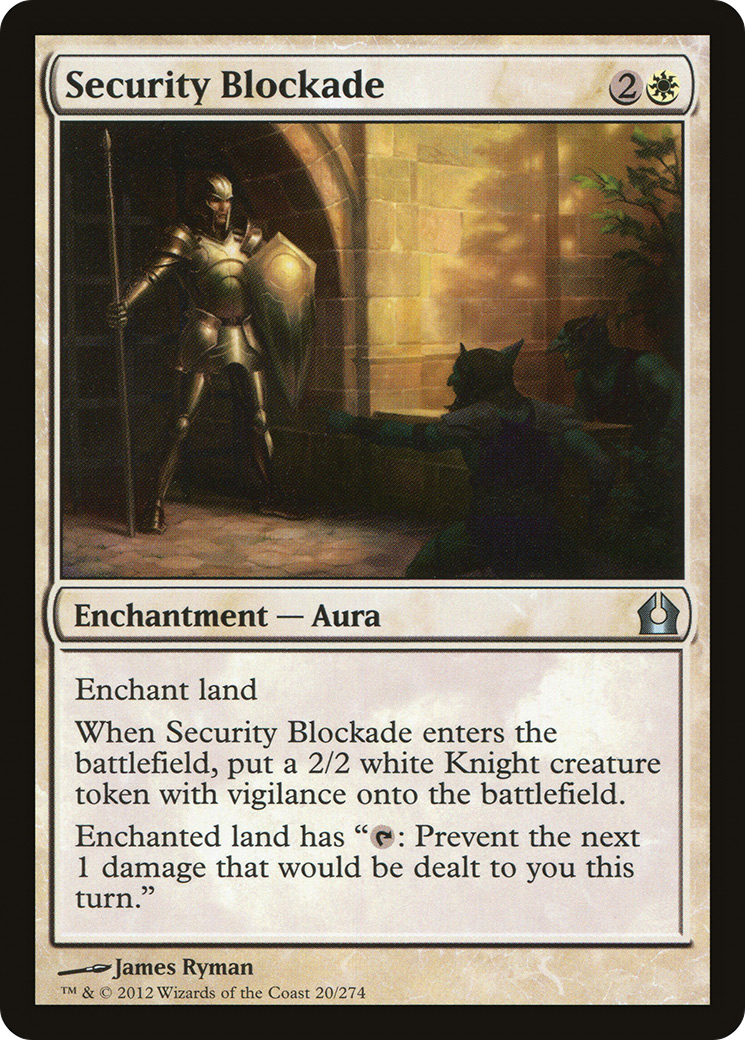 Security Blockade 2
Enchantment — Aura
Enchant land
When Security Blockade enters the
battlefield, put a 2/2 white Knight creature
token with vigilance onto the battlefield.
Enchanted land has “: Prevent the next
1 damage that would be dealt to you this
turn.”
James Ryman
™ & © 2012 Wizards of the Coast 20/274